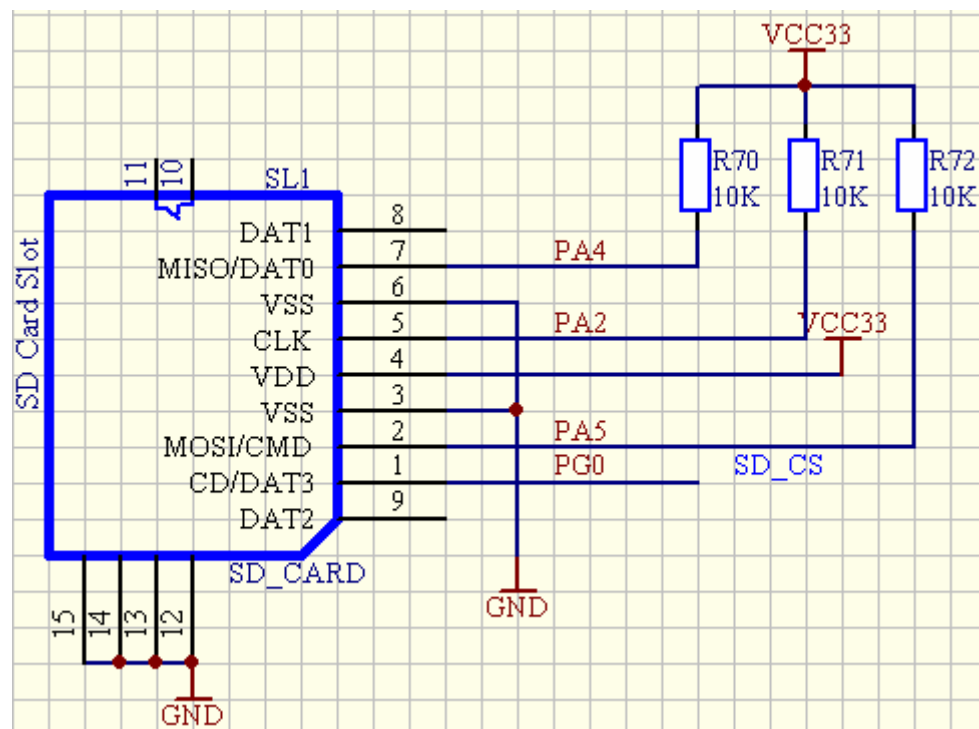 VCC33
R70
10K
R71
10K
R72
10K
11
10
SL1
SD Card Slot
DAT1
8
MISO/DAT0
7
PA4
VSS
6
CLK
5
PA2
VCC33
VDD
4
VSS
3
MOSI/CMD
2
PA5
CD/DAT3
1
PG0
SD_CS
DAT2
9
SD_CARD
GND
15
14
13
12
GND